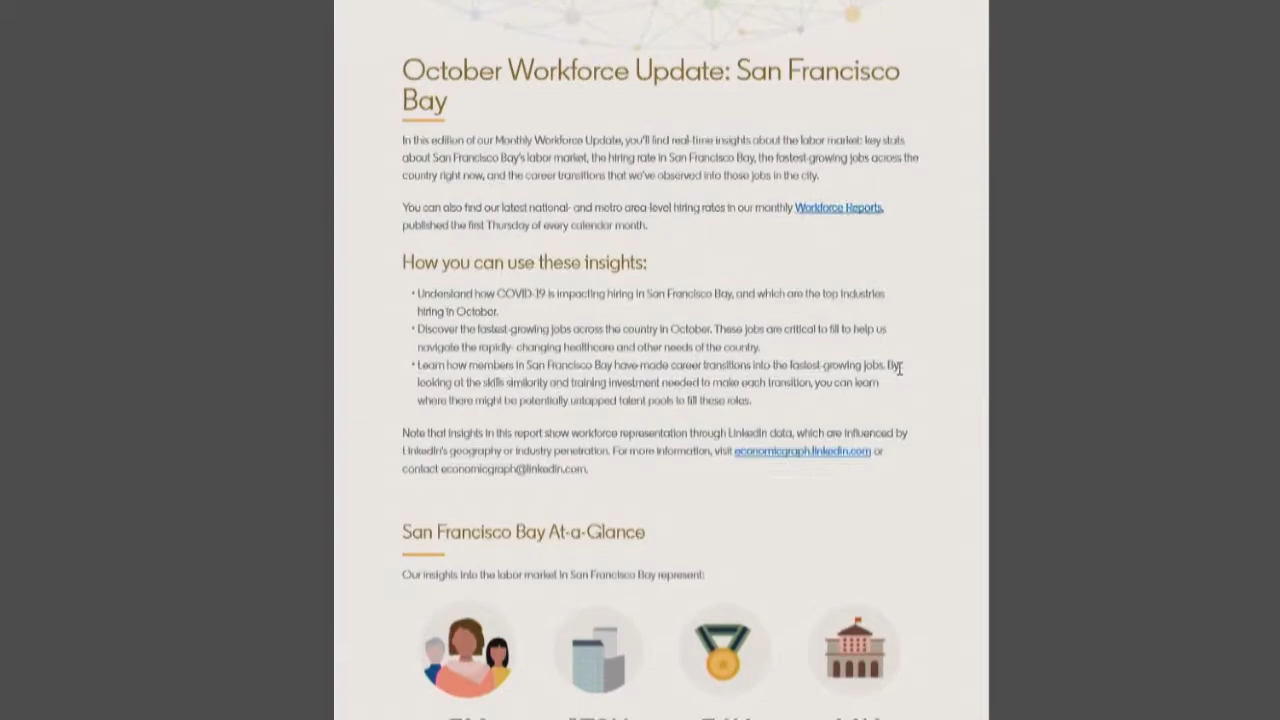 October Workforce Update: San Francisco
Bay
In this edition of our Monthly Workforce Update, you'll find real-time insights about the labor market: key stats
about San Francisco Bay's labor market, the hiring rate in San Francisco Bay, the fastest-growing jobs across the
country right now, and the career transitions that we've observed into those jobs in the city.
You can also find our latest national- and metro area-level hiring rates in our monthly Workforce Reports,
published the first Thursday of every calendar month.
How you can use these insights:
• Understand how COVID-19 is impacting hiring in San Francisco Bay, and which are the top industries
hiring in October.
• Discover the fastest-growing jobs across the country in October. These jobs are critical to fill to help us
navigate the rapidly- changing healthcare and other needs of the country.
• Learn how members in San Francisco Bay have made career transitions into the fastest-growing jobs. By
looking at the skills similarity and training investment needed to make each transition, you can learn
where there might be potentially untapped talent pools to fill these roles.
Note that insights in this report show workforce representation through LinkedIn data, which are influenced by
LinkedIn's geography or industry penetration. For more information, visit economicgraph.linkedin.com or
contact economicgraph@linkedin.com.
San Francisco Bay At-a-Glance
Our insights into the labor market in San Francisco Bay represent: